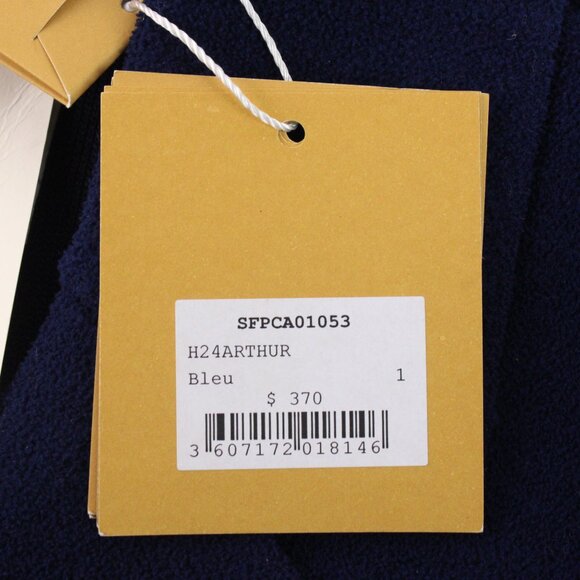 SFPCA01053
H24ARTHUR
Bleu 1
$ 370
3 607172 018146